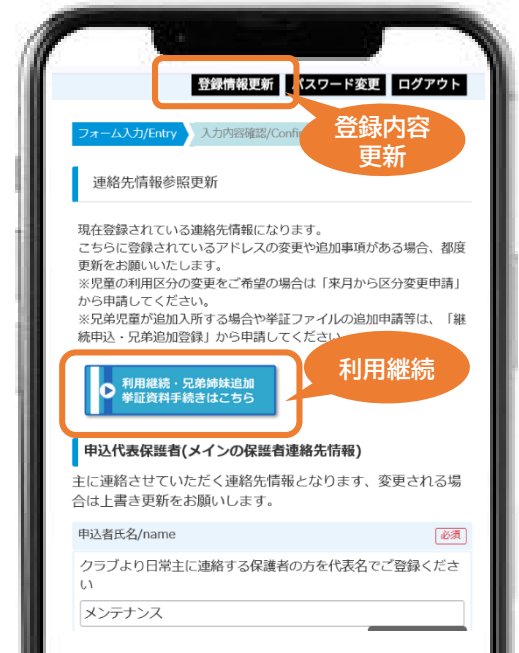 登録情報更新 パスワード変更 ログアウト
登録内容
更新
フォーム入力/Entry 入力内容確認/Confi
連絡先情報参照更新
現在登録されている連絡先情報になります。
こちらに登録されているアドレスの変更や追加事項がある場合、都度
更新をお願いいたします。
※児童の利用区分の変更をご希望の場合は「来月から区分変更申請」
から申請してください。
※兄弟児童が追加入所する場合や挙証ファイルの追加申請等は、「継
続申込・兄弟追加登録」から申請してください
利用継続
利用継続・兄弟姉妹追加
挙証資料手続きはこちら
申込代表保護者(メインの保護者連絡先情報)
主に連絡させていただく連絡先情報となります、変更される場
合は上書き更新をお願いします。
申込者氏名/name 必須
クラブより日常主に連絡する保護者の方を代表名でご登録くださ
い
メンテナンス